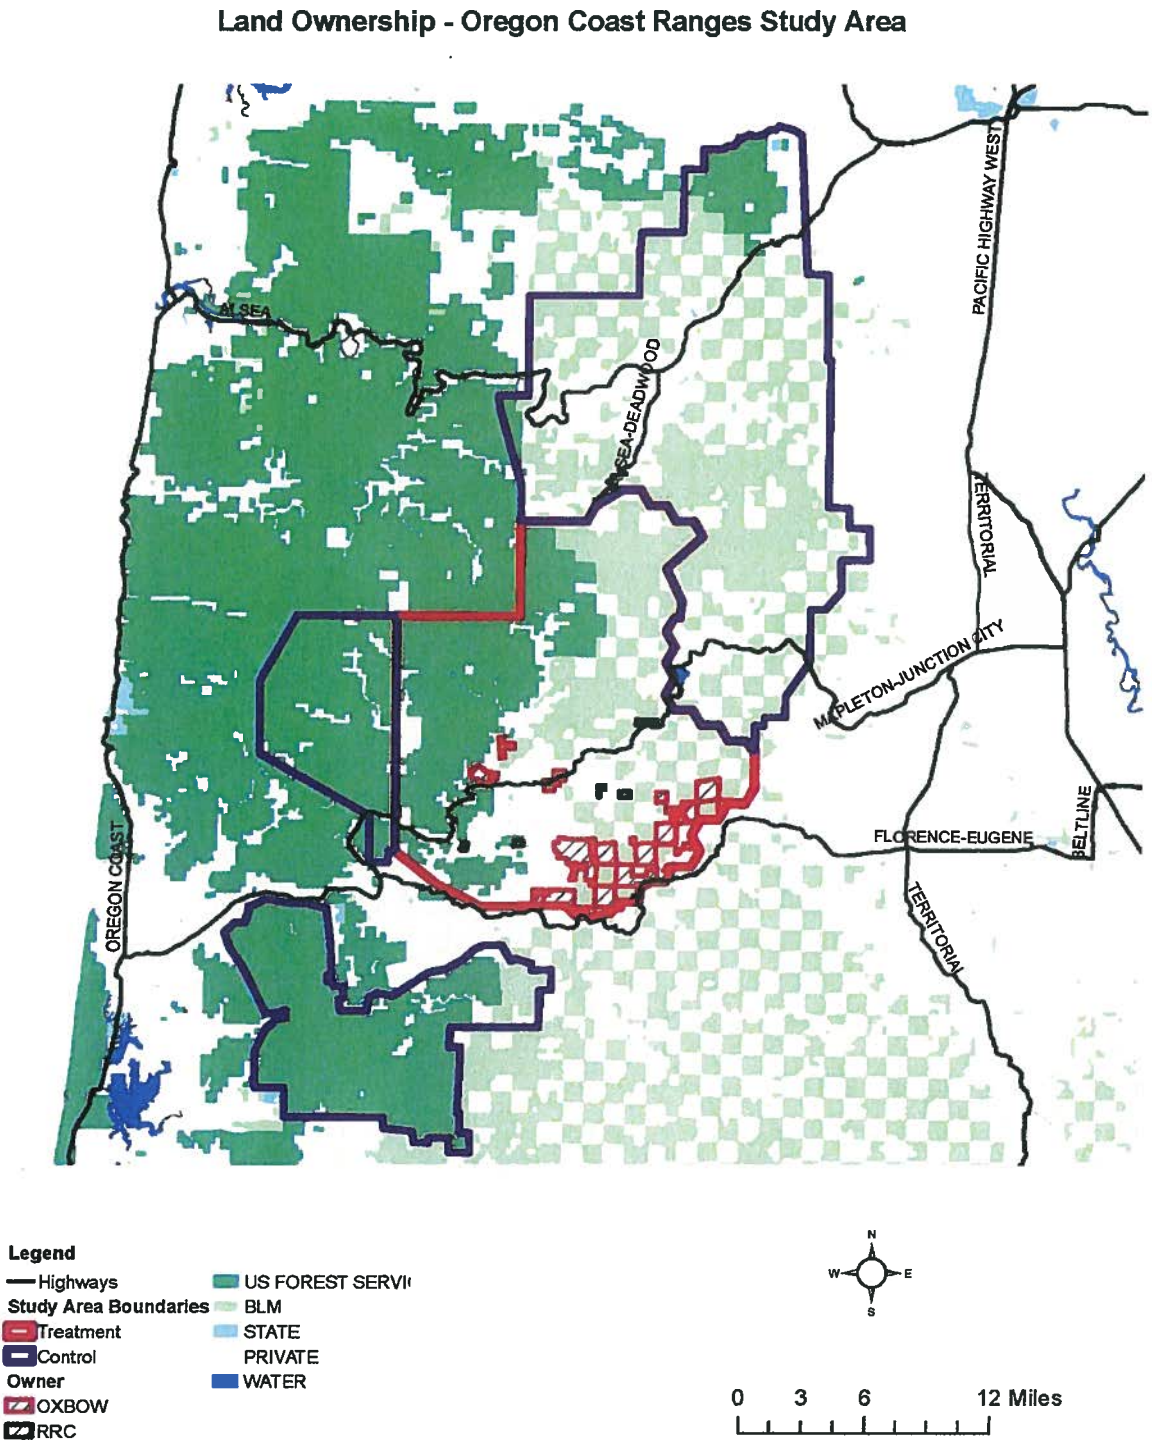 Land Ownership - Oregon Coast Ranges Study Area
PACIFIC HIGHWAY WEST
ALSEA
ALSEA-DEADWOOD
TERRITORIAL
MAPLETON-JUNCTION CITY
OREGON COAST
FLORENCE-EUGENE
BELTLINE
TERRITORIAL
N
W
E
S
Legend
Highways
Study Area Boundaries
Treatment
Control
Owner
OXBOW
RRC
US FOREST SERVI
BLM
STATE
PRIVATE
WATER
0 3 6 12 Miles